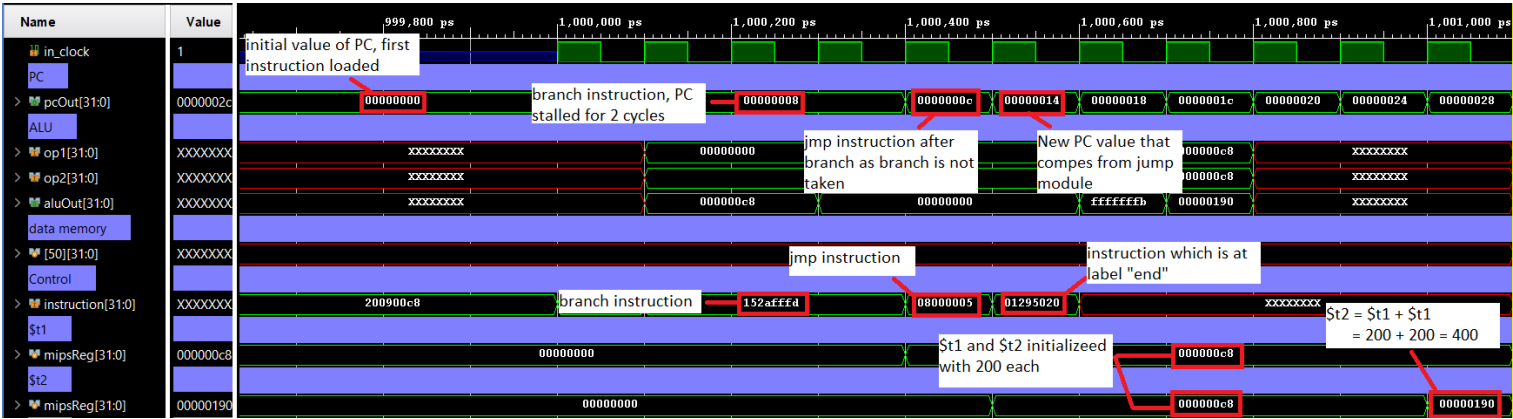 Name Value 999,800 ps 1,000,000 ps 1,000,200 ps 1,000,400 ps 1,000,600 ps 1,000,800 ps 1,001,000 ps
in_clock 1
initial value of PC, first
instruction loaded
PC
pcOut[31:0] 0000002c 00000000 00000008 0000000c 00000014 00000018 0000001c 00000020 00000024 00000028
branch instruction, PC
stalled for 2 cycles
ALU
jmp instruction after
branch as branch is not
taken
New PC value that
compes from jump
module
op1[31:0] XXXXXXXX XXXXXXXX 00000000 000000c8 XXXXXXXX
op2[31:0] XXXXXXXX XXXXXXXX 000000c8 XXXXXXXX
aluOut[31:0] XXXXXXXX XXXXXXXX 000000c8 00000000 fffffffb 00000190 XXXXXXXX
data memory
[50][31:0] XXXXXXXX
jmp instruction
instruction which is at
label "end"
Control
instruction[31:0] XXXXXXXX 200900c8 branch instruction 152afffd 08000005 01295020 XXXXXXXX
$t2 = $t1 + $t1
= 200 + 200 = 400
$t1
mipsReg[31:0] 000000c8 00000000 000000c8
$t1 and $t2 initializeed
with 200 each
$t2
mipsReg[31:0] 00000190 00000000 000000c8 00000190